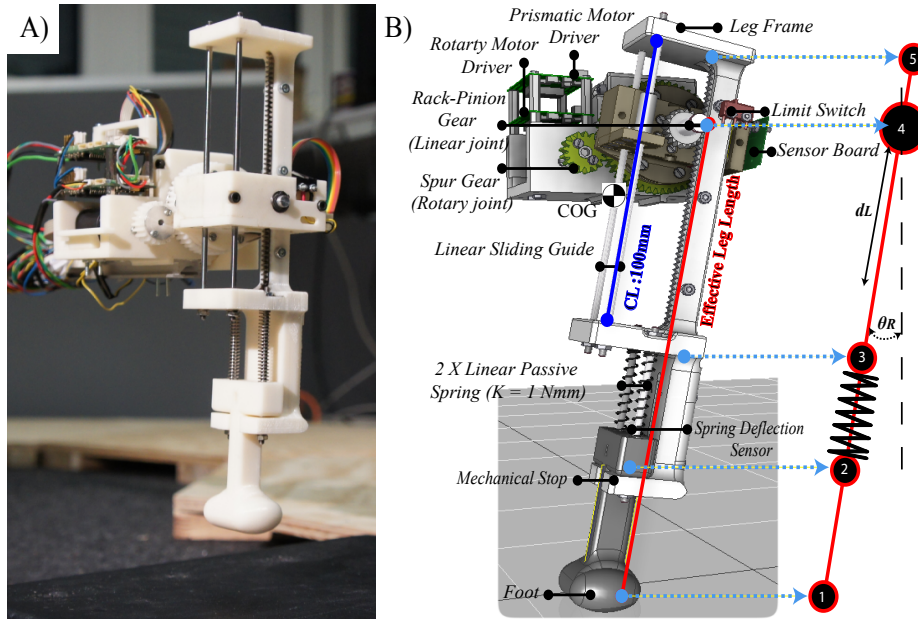 A)
B)
Prismatic Motor
Driver
Leg Frame
Rotarty Motor
Driver
Rack-Pinion
Gear
(Linear joint)
Limit Switch
Sensor Board
Spur Gear
(Rotary joint)
COG
Linear Sliding Guide
CL :100mm
Effective Leg Length
2 X Linear Passive
Spring (K = 1 Nmm)
Spring Deflection
Sensor
Mechanical Stop
Foot
5
4
dL
θR
3
2
1